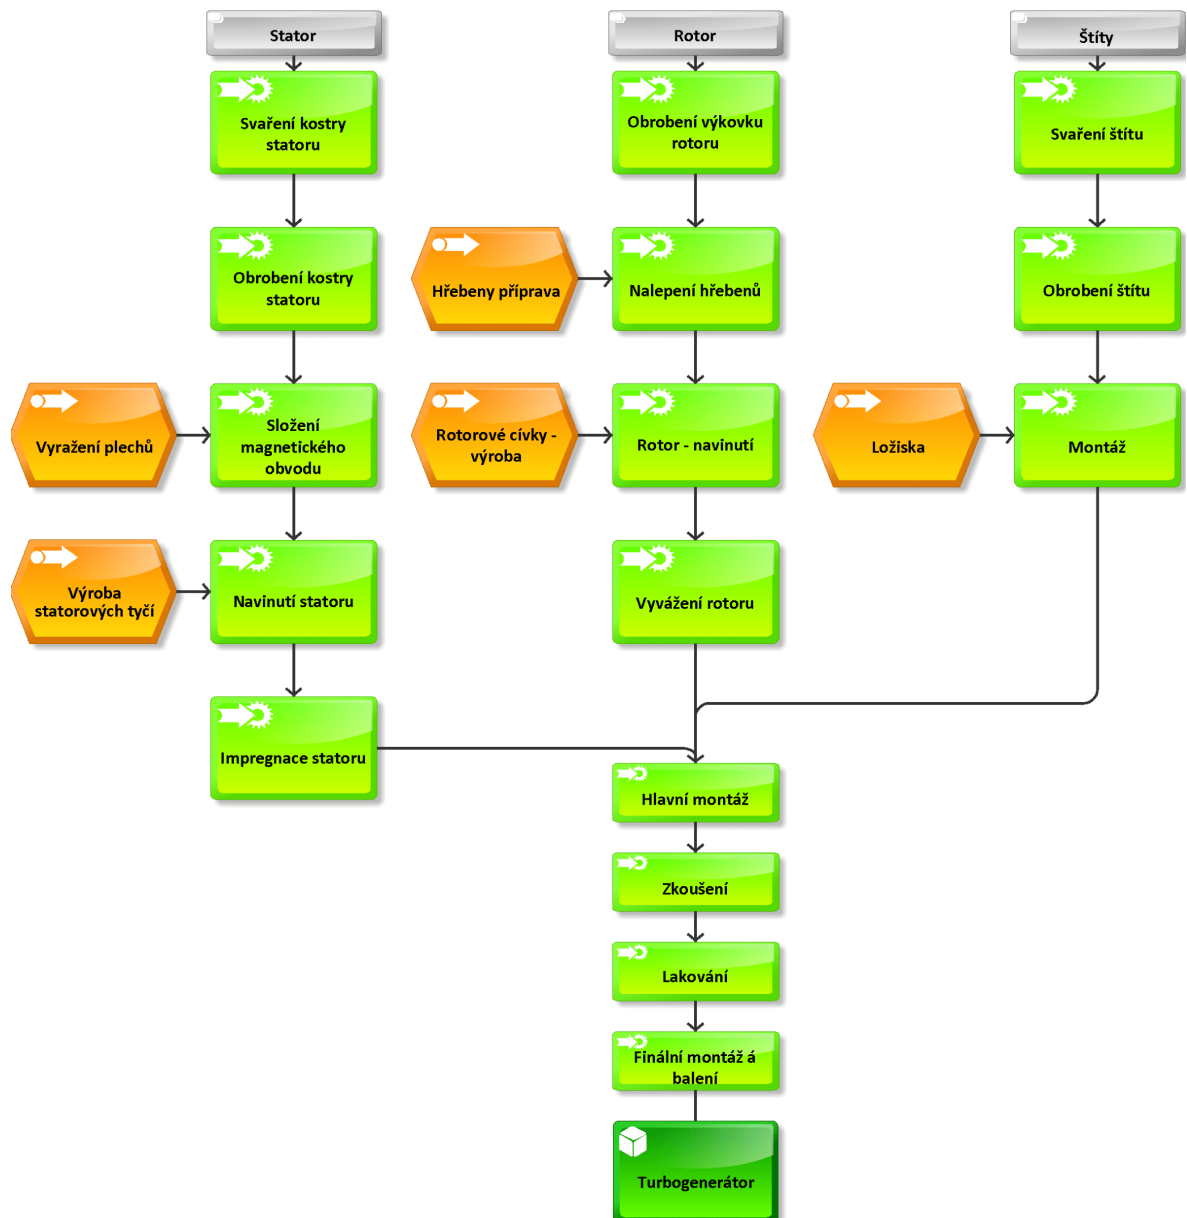 Stator
Rotor
Štíty
Svaření kostry
statoru
Obrobení výkovku
rotoru
Svaření štítu
Obrobení kostry
statoru
Hřebeny příprava
Nalepení hřebenů
Obrobení štítu
Vyražení plechů
Složení
magnetického
obvodu
Rotorové cívky -
výroba
Rotor - navinutí
Ložiska
Montáž
Výroba
statorových tyčí
Navinutí statoru
Vyvážení rotoru
Impregnace statoru
Hlavní montáž
Zkoušení
Lakování
Finální montáž á
balení
Turbogenerátor